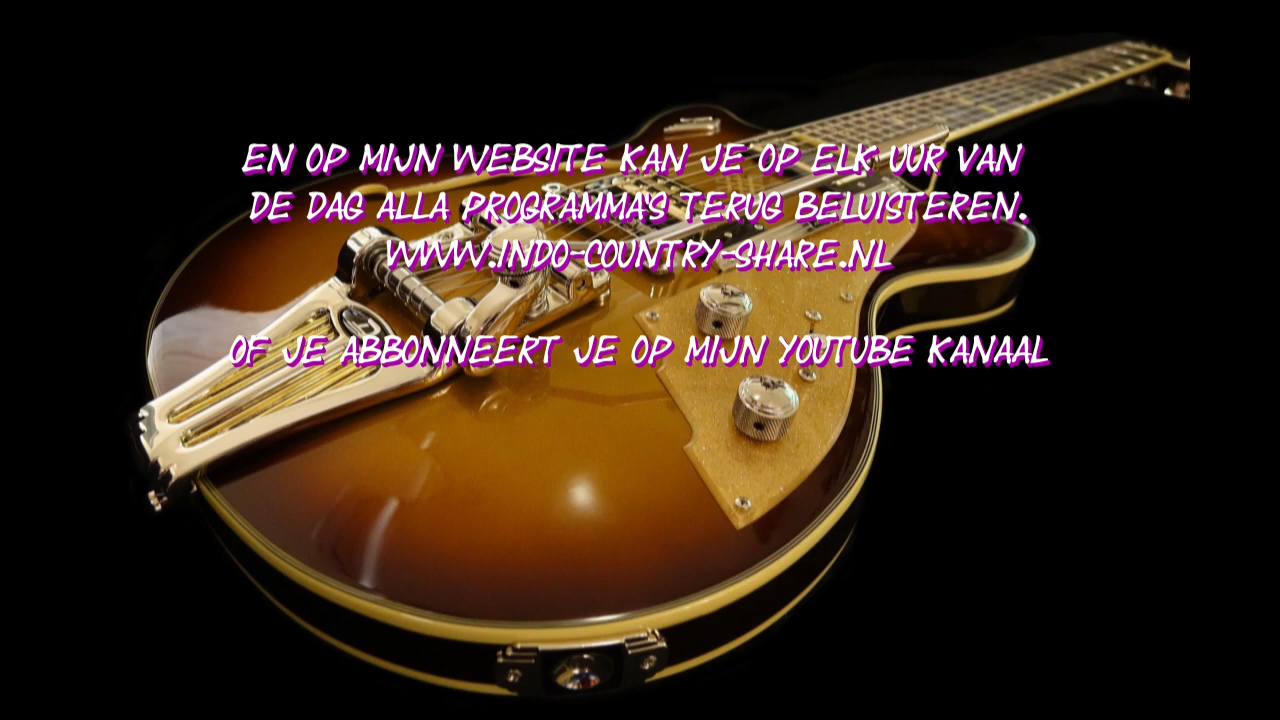 EN OP MIJN WEBSITE KAN JE OP ELK UUR VAN
DE DAG ALLA PROGRAMMA'S TERUG BELUISTEREN.
WWW.INDO-COUNTRY-SHARE.NL
OF JE ABBONNEERT JE OP MIJN YOUTUBE KANAAL